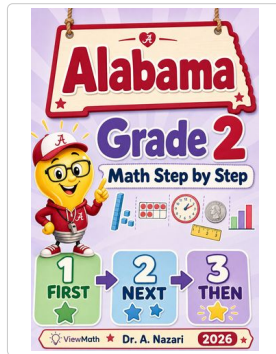 A
Alabama
A
Grade 2
Math Step by Step
1 2 3
FIRST NEXT THEN
ViewMath ★ Dr. A. Nazari ★ 2026